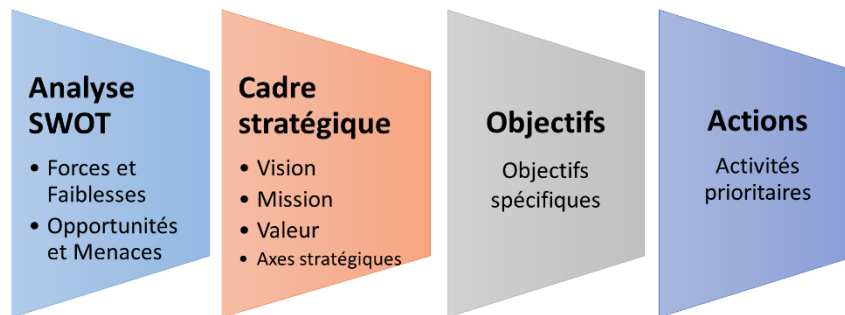 Analyse
SWOT
• Forces et
Faiblesses
• Opportunités
et Menaces
Cadre
stratégique
• Vision
• Mission
• Valeur
• Axes stratégiques
Objectifs
Objectifs
spécifiques
Actions
Activités
prioritaires